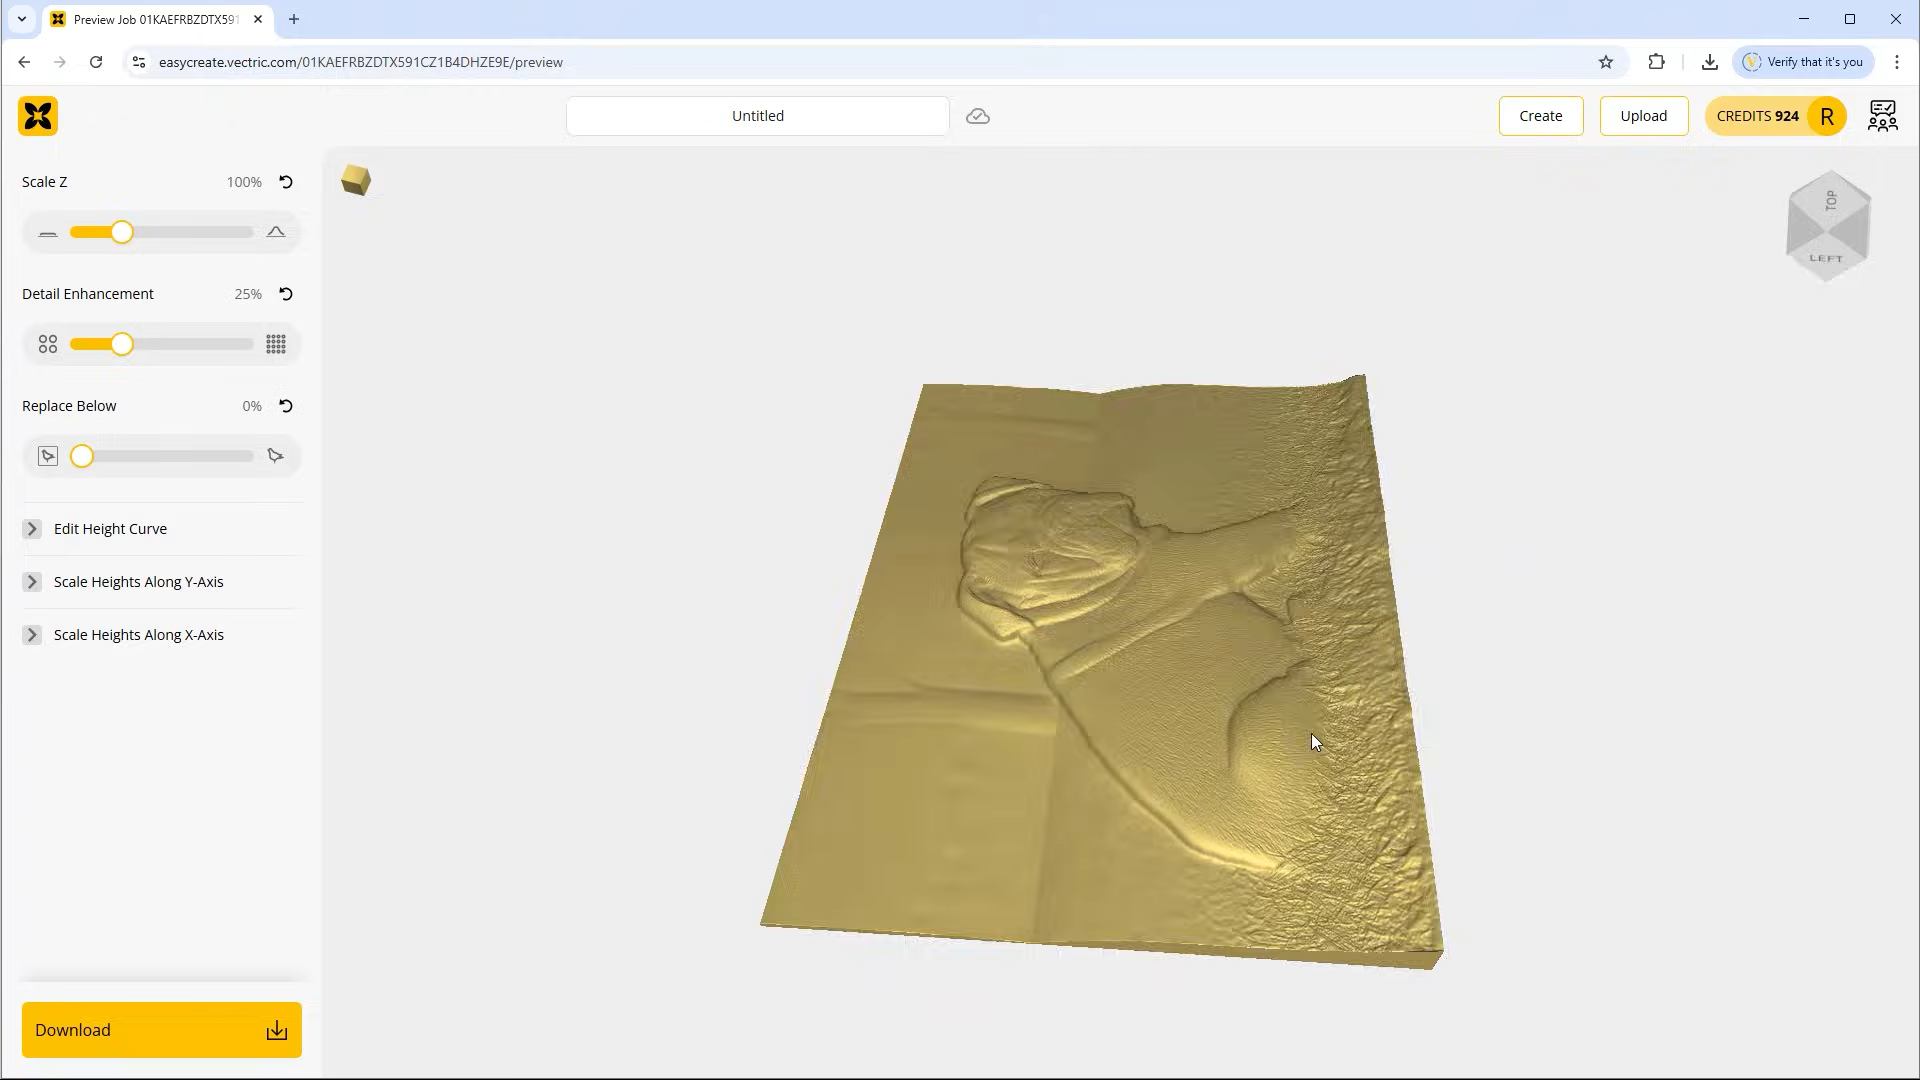 Preview Job 01KAEFRBZDTX591
easycreate.vectric.com/01KAEFRBZDTX591CZ1B4DHZE9E/preview
Verify that it's you
Untitled
Create
Upload
CREDITS 924
R
Scale Z
100%
TOP
LEFT
Detail Enhancement
25%
Replace Below
0%
Edit Height Curve
Scale Heights Along Y-Axis
Scale Heights Along X-Axis
Download